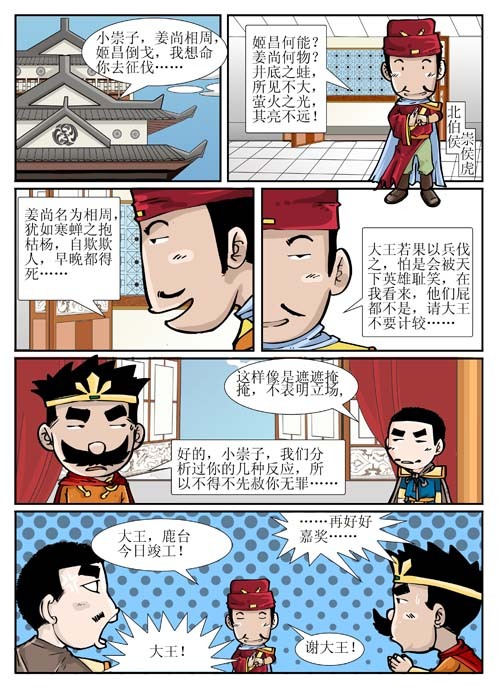 小崇子，姜尚相周，
姬昌倒戈，我想命
你去征伐……
姬昌何能？
姜尚何物？
井底之蛙，
所见不大，
萤火之光，
其亮不远！
北伯侯
崇侯虎
姜尚名为相周，
犹如寒蝉之抱
枯杨，自欺欺
人，早晚都得
死……
大王若果以兵伐
之，怕是会被天
下英雄耻笑，在
我看来，他们屁
都不是，请大王
不要计较……
这样像是遮遮掩
掩，不表明立场，
好的，小崇子，我们分
析过你的几种反应，所
以不得不先赦你无罪……
大王，鹿台
今日竣工！
……再好好
嘉奖……
大王！
谢大王！